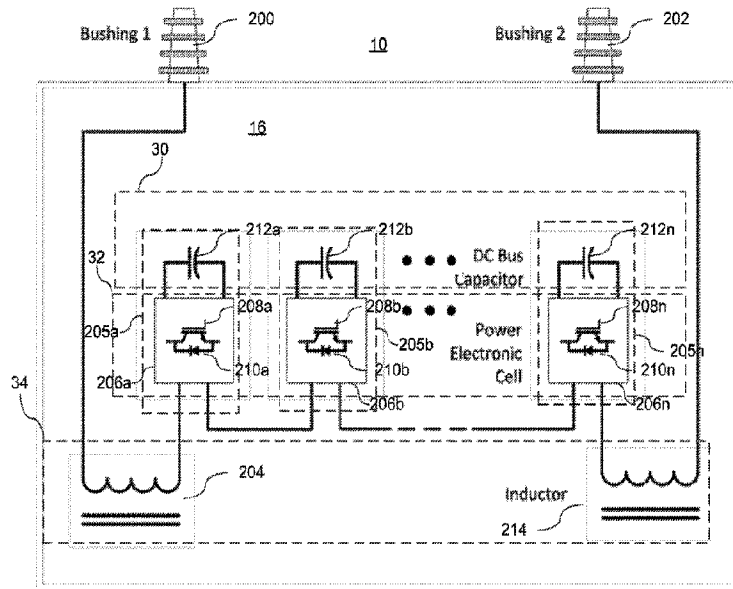 Bushing 1
200
10
Bushing 2
202
16
30
212a
212b
212n
DC Bus
Capacitor
32
208a
208b
208n
205a
205b
205n
Power
Electronic
Cell
206a
210a
210b
210n
206b
206n
34
204
Inductor
214